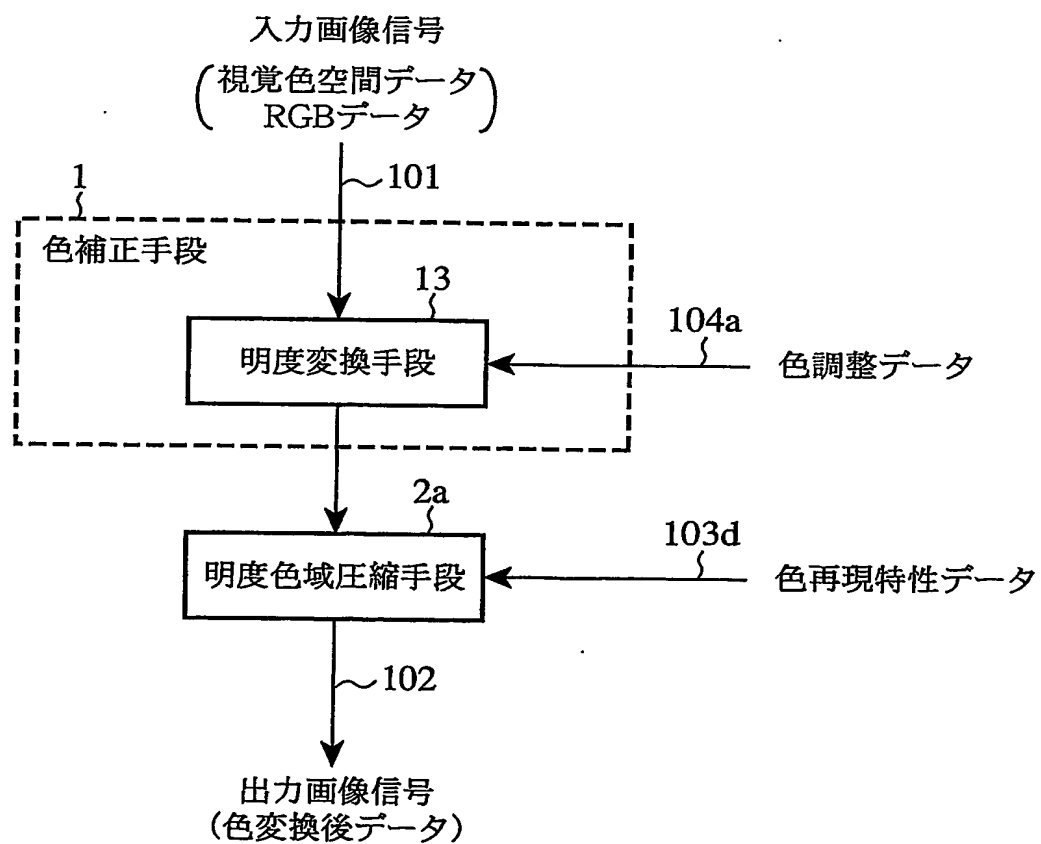 入力画像信号
(視覚色空間データ
RGBデータ)
101
1
色補正手段
13
明度変換手段
104a
色調整データ
2a
明度色域圧縮手段
103d
色再現特性データ
102
出力画像信号
(色変換後データ)